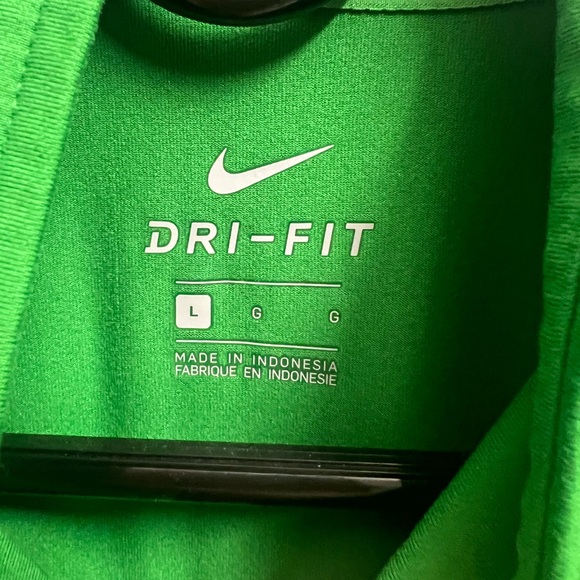 DRI-FIT
L G G
MADE IN INDONESIA
FABRIQUE EN INDONESIE